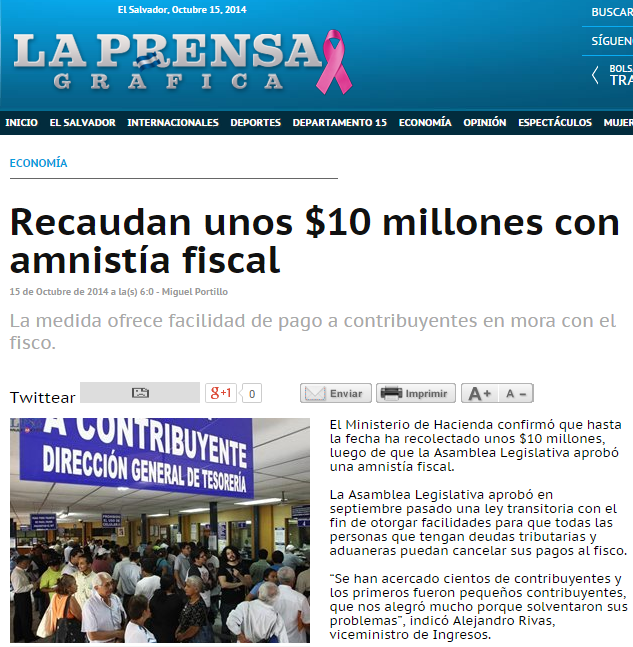 El Salvador, Octubre 15, 2014
BUSCAR
LA PRENSA
GRAFICA
SÍGUEN
BOLS
TRA
INICIO EL SALVADOR INTERNACIONALES DEPORTES DEPARTAMENTO 15 ECONOMÍA OPINIÓN ESPECTÁCULOS MUJER
ECONOMÍA
Recaudan unos $10 millones con
amnistía fiscal
15 de Octubre de 2014 a la(s) 6:0 - Miguel Portillo
La medida ofrece facilidad de pago a contribuyentes en mora con el
fisco.
Twittear
g+1 0
Enviar
Imprimir
A+ A -
A CONTRIBUYENTE
DIRECCIÓN GENERAL DE TESORERÍA
El Ministerio de Hacienda confirmó que hasta
la fecha ha recolectado unos $10 millones,
luego de que la Asamblea Legislativa aprobó
una amnistía fiscal.
La Asamblea Legislativa aprobó en
septiembre pasado una ley transitoria con el
fin de otorgar facilidades para que todas las
personas que tengan deudas tributarias y
aduaneras puedan cancelar sus pagos al fisco.
“Se han acercado cientos de contribuyentes y
los primeros fueron pequeños contribuyentes,
que nos alegró mucho porque solventaron sus
problemas”, indicó Alejandro Rivas,
viceministro de Ingresos.